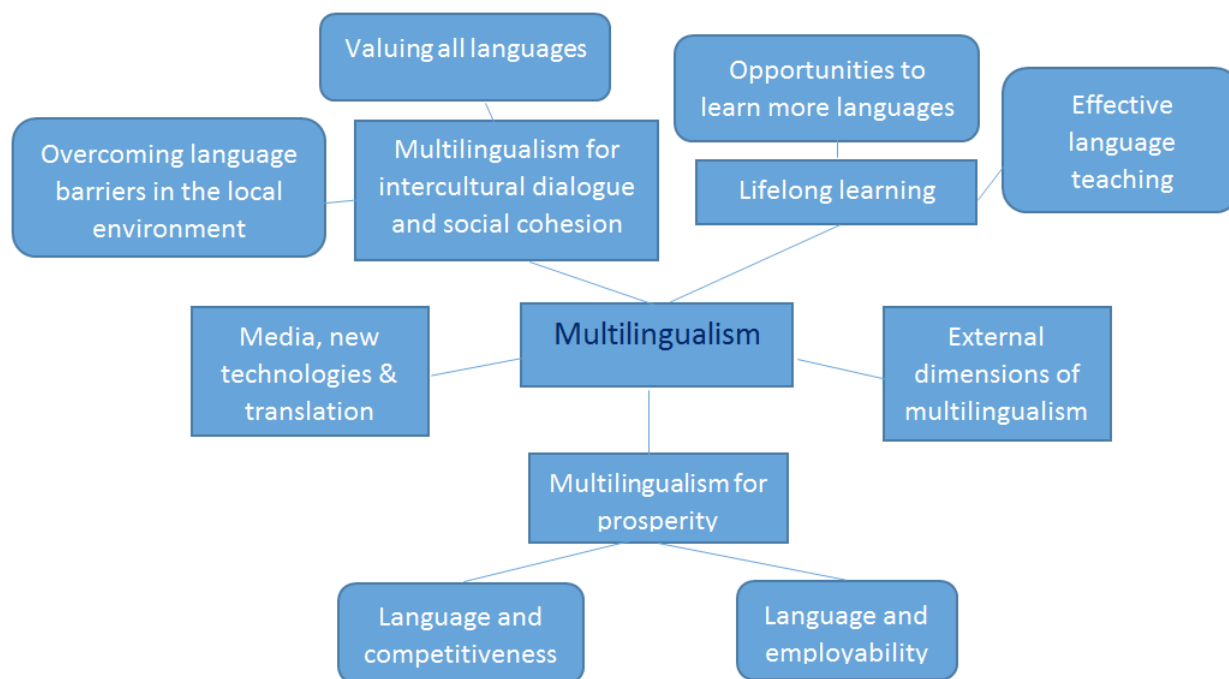 Valuing all languages
Opportunities to
learn more languages
Effective
language
teaching
Overcoming language
barriers in the local
environment
Multilingualism for
intercultural dialogue
and social cohesion
Lifelong learning
Media, new
technologies &
translation
Multilingualism
External
dimensions of
multilingualism
Multilingualism for
prosperity
Language and
competitiveness
Language and
employability